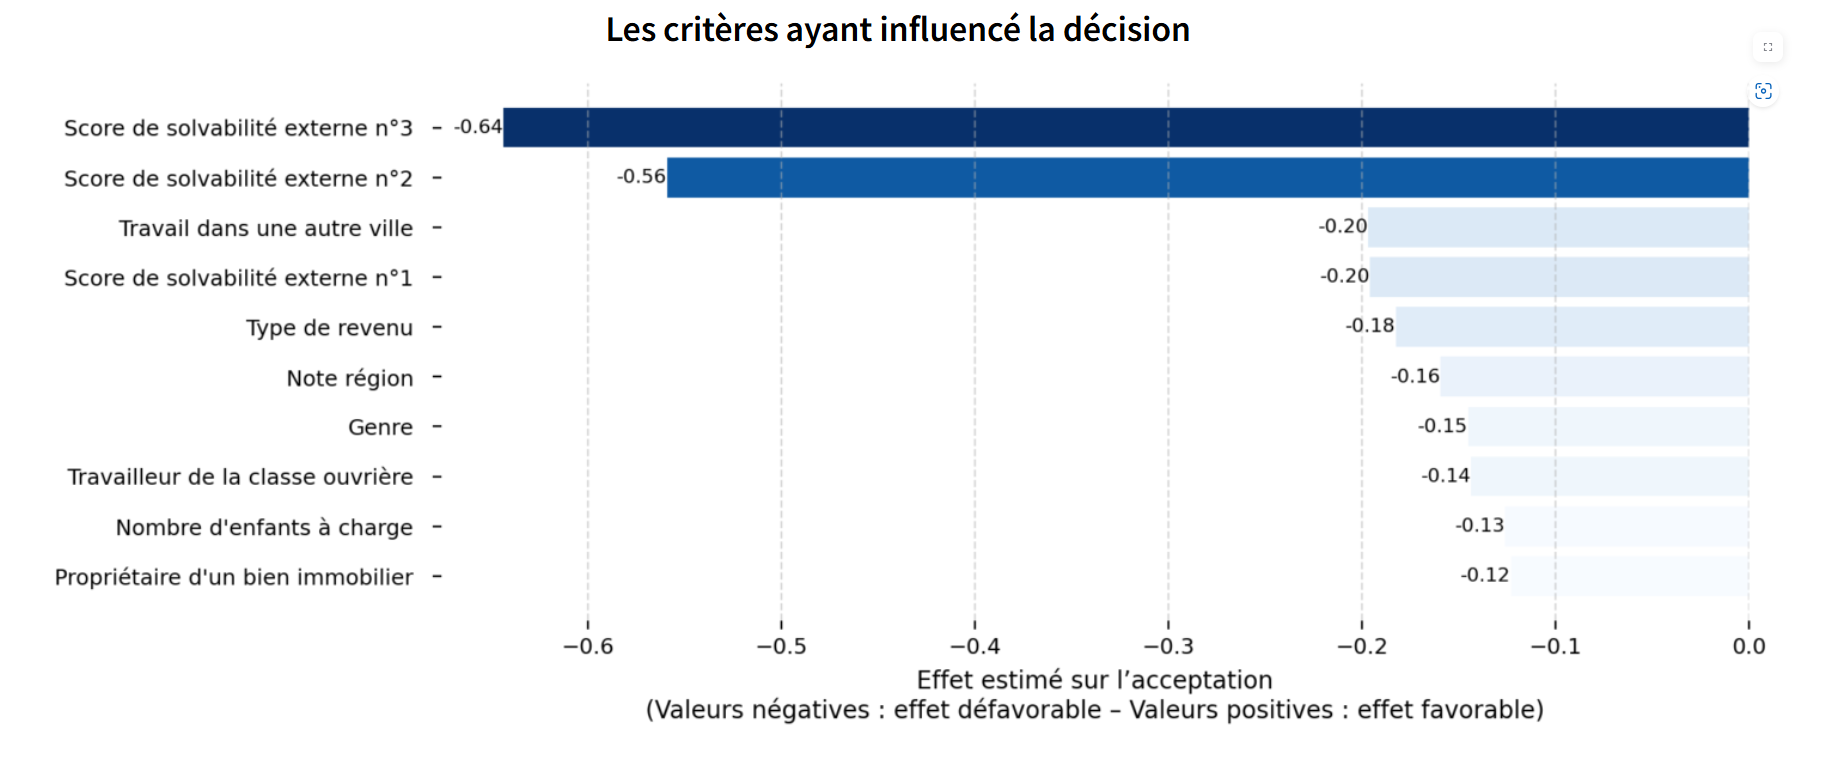 Les critères ayant influencé la décision
Score de solvabilité externe n°3 -0.64
Score de solvabilité externe n°2 -0.56
Travail dans une autre ville -0.20
Score de solvabilité externe n°1 -0.20
Type de revenu -0.18
Note région -0.16
Genre -0.15
Travailleur de la classe ouvrière -0.14
Nombre d'enfants à charge -0.13
Propriétaire d'un bien immobilier -0.12
−0.6 −0.5 −0.4 −0.3 −0.2 −0.1 0.0
Effet estimé sur l’acceptation
(Valeurs négatives : effet défavorable – Valeurs positives : effet favorable)